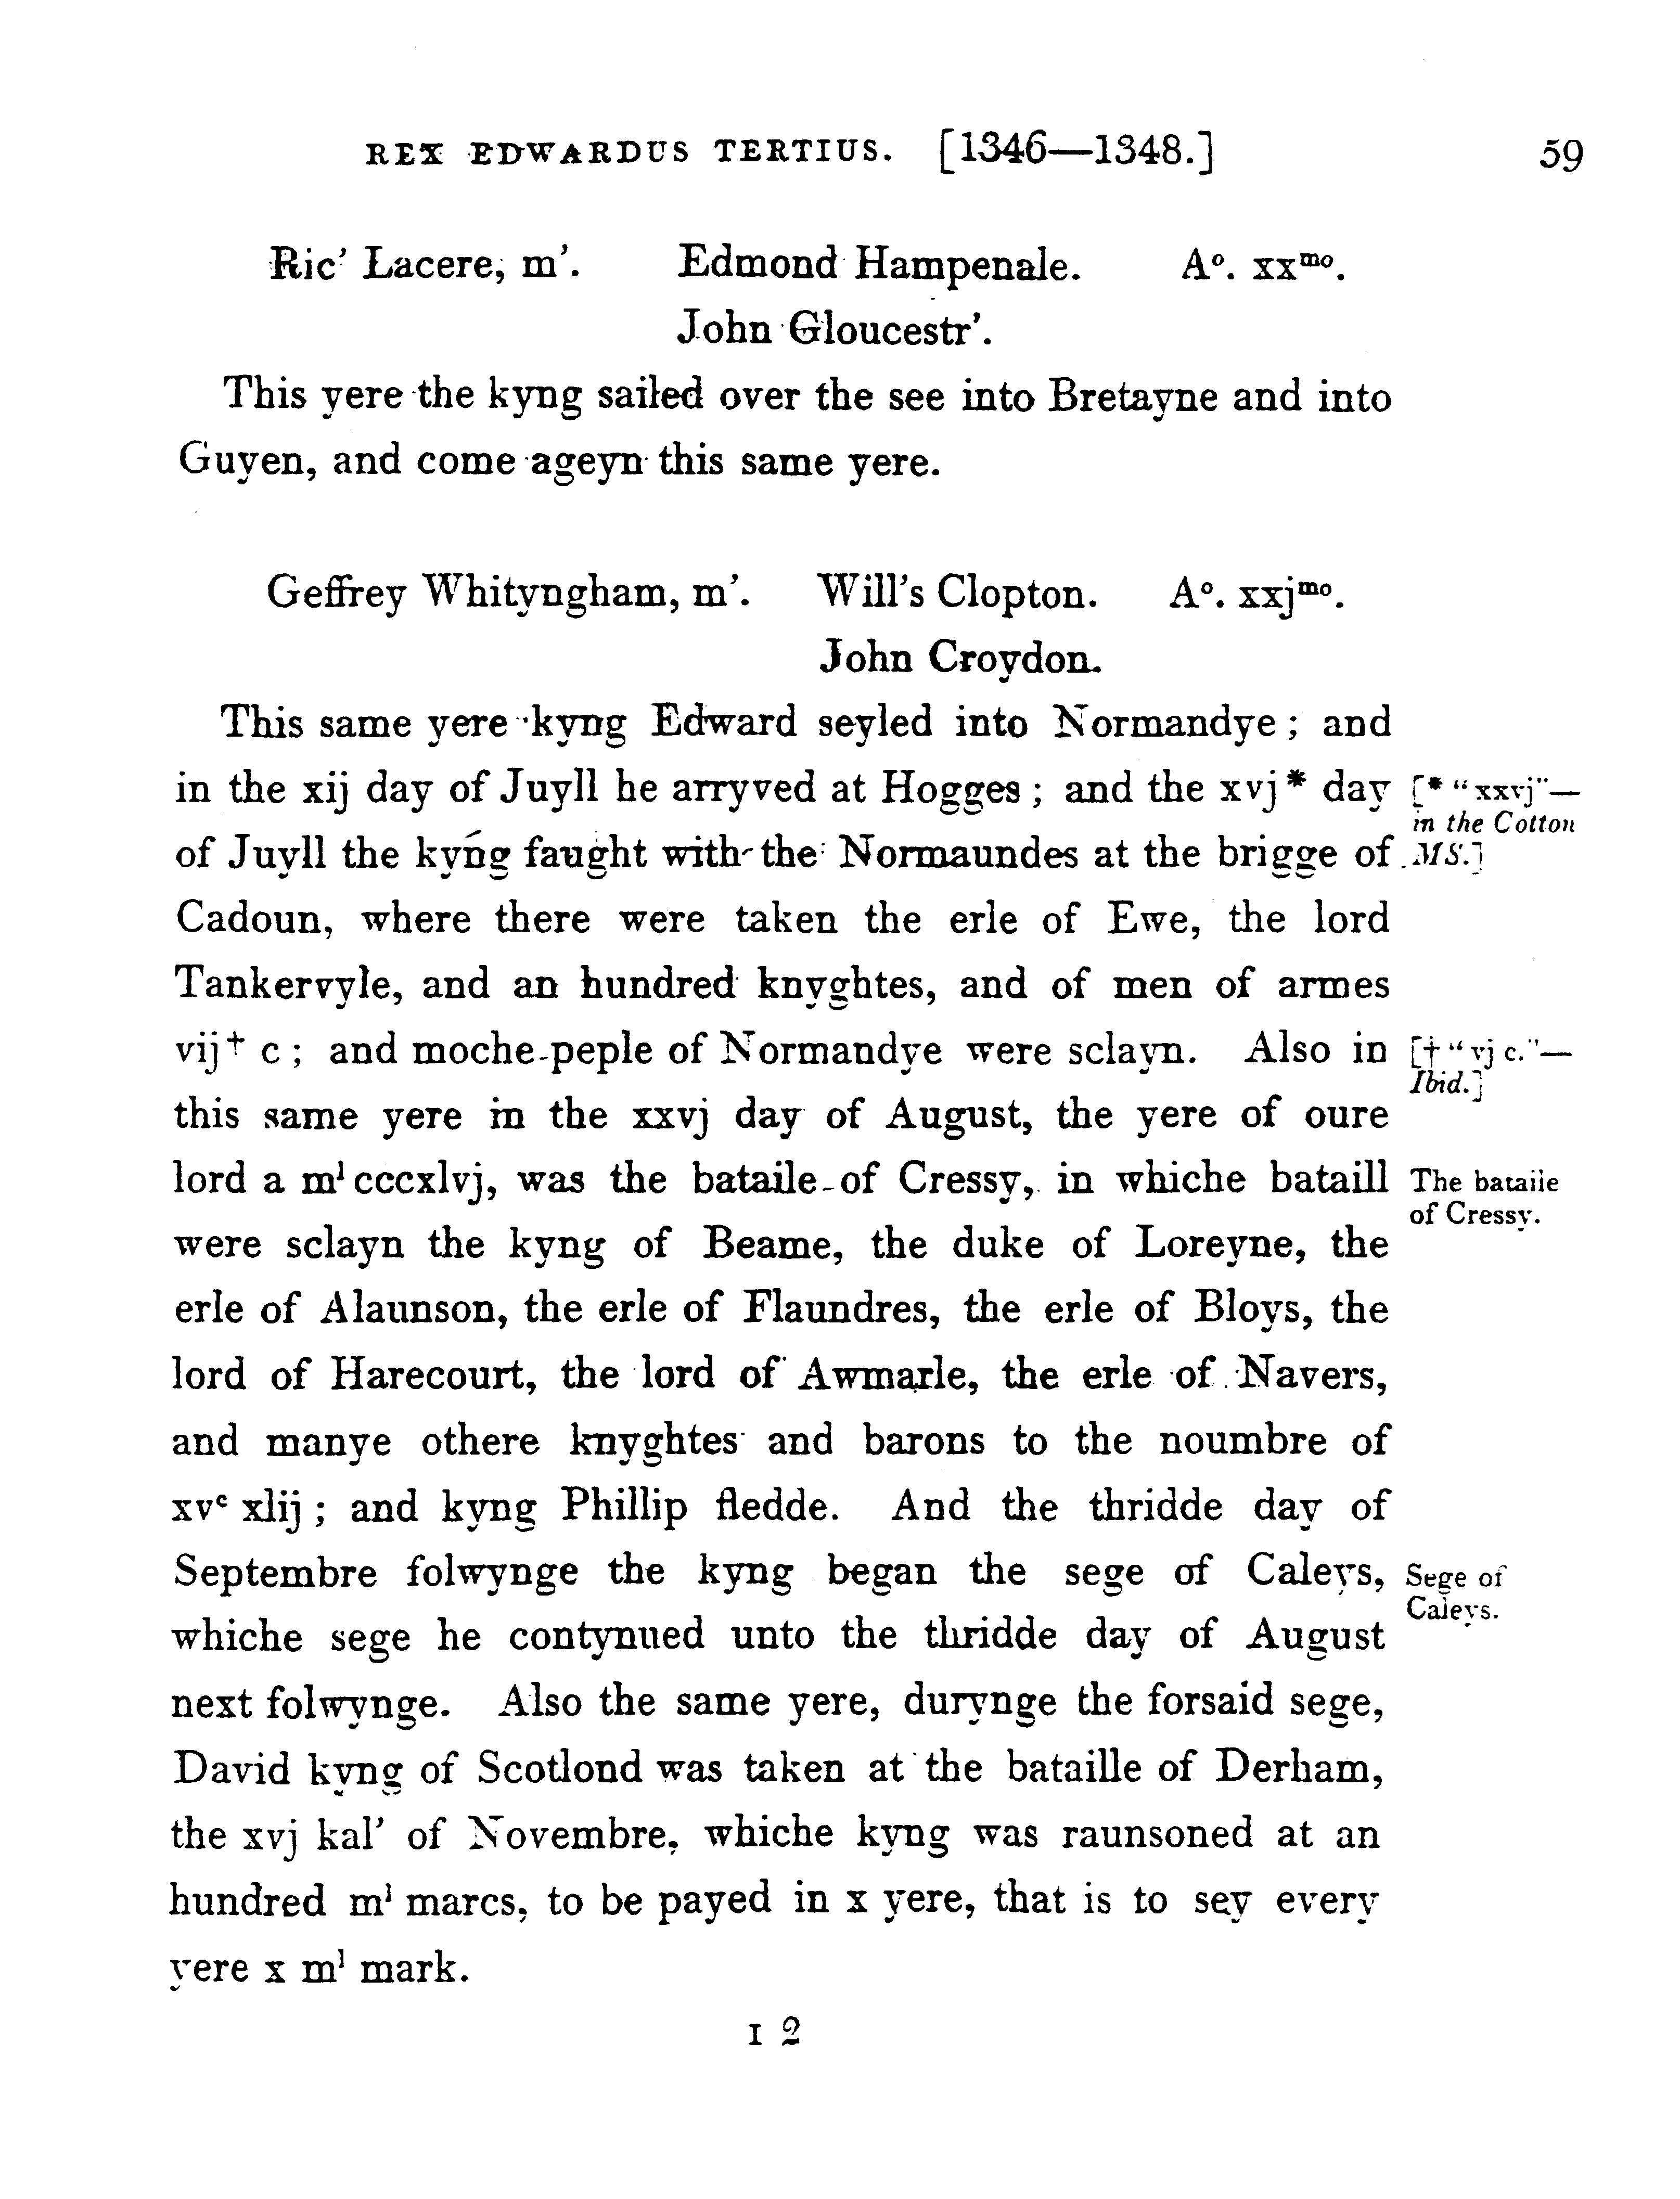 REX EDWARDUS TERTIUS. [1346—1348.] 59
Ric' Lacere, m'. Edmond Hampenale. Aº. xxᵐᵒ.
John Gloucestr'.
This yere the kyng sailed over the see into Bretayne and into
Guyen, and come ageyn this same yere.
Geffrey Whityngham, m'. Will's Clopton. Aº. xxjᵐᵒ.
John Croydon.
This same yere kyng Edward seyled into Normandye; and
in the xij day of Juyll he arryved at Hogges; and the xvj* day
[* "xxvj"—
in the Cotton
MS.]
of Juyll the kyng faught with the Normaundes at the brigge of
Cadoun, where there were taken the erle of Ewe, the lord
Tankervyle, and an hundred knyghtes, and of men of armes
vij† c; and moche peple of Normandye were sclayn. Also in
[† "vj c."—
Ibid.]
this same yere in the xxvj day of August, the yere of oure
lord a mˡ cccxlvj, was the bataile of Cressy, in whiche bataill
The bataile
of Cressy.
were sclayn the kyng of Beame, the duke of Loreyne, the
erle of Alaunson, the erle of Flaundres, the erle of Bloys, the
lord of Harecourt, the lord of Awmarle, the erle of Navers,
and manye othere knyghtes and barons to the noumbre of
xvᶜ xlij; and kyng Phillip fledde. And the thridde day of
Septembre folwynge the kyng began the sege of Caleys,
Sege of
Caleys.
whiche sege he contynued unto the thridde day of August
next folwynge. Also the same yere, durynge the forsaid sege,
David kyng of Scotlond was taken at the bataille of Derham,
the xvj kal' of Novembre, whiche kyng was raunsoned at an
hundred mˡ marcs, to be payed in x yere, that is to sey every
yere x mˡ mark.
I 2